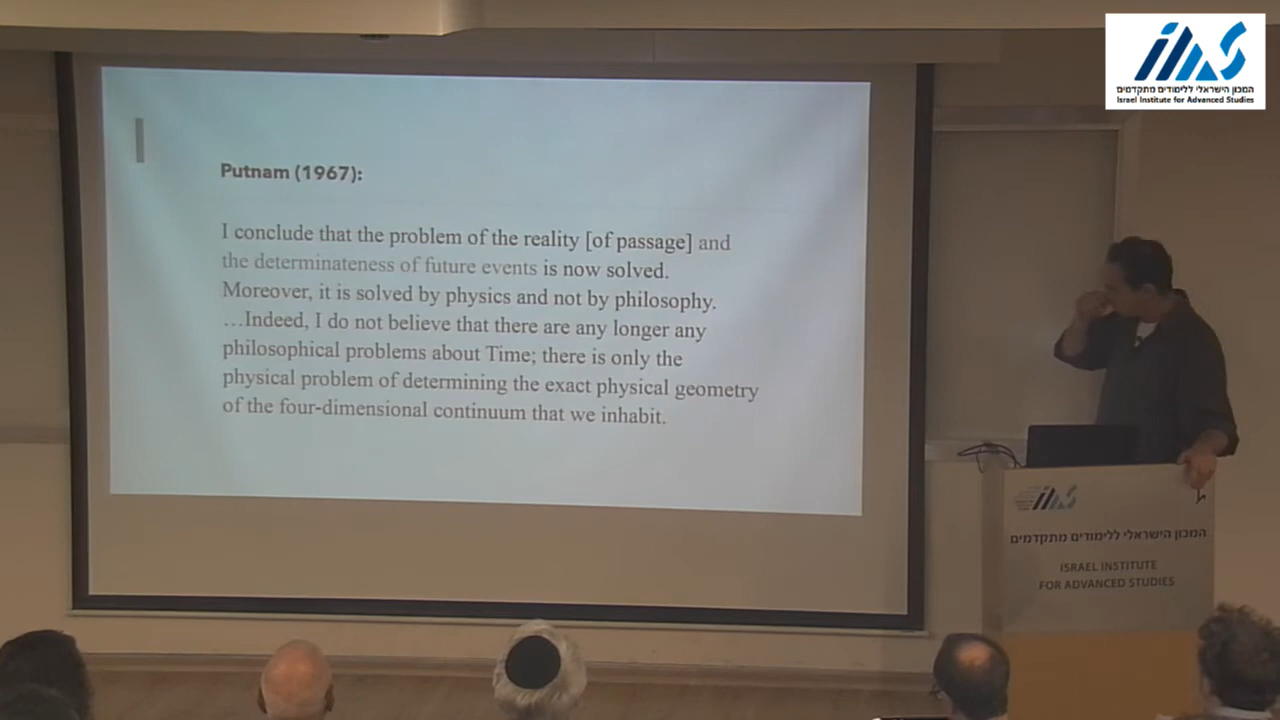 Putnam (1967):
I conclude that the problem of the reality [of passage] and
the determinateness of future events is now solved.
Moreover, it is solved by physics and not by philosophy.
…Indeed, I do not believe that there are any longer any
philosophical problems about Time; there is only the
physical problem of determining the exact physical geometry
of the four-dimensional continuum that we inhabit.
ias
המכון הישראלי ללימודים מתקדמים
Israel Institute for Advanced Studies
ias
המכון הישראלי ללימודים מתקדמים
ISRAEL INSTITUTE
FOR ADVANCED STUDIES